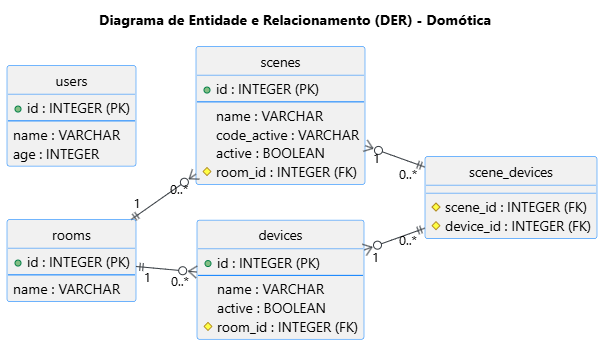 Diagrama de Entidade e Relacionamento (DER) - Domótica
users
id : INTEGER (PK)
name : VARCHAR
age : INTEGER
scenes
id : INTEGER (PK)
name : VARCHAR
code_active : VARCHAR
active : BOOLEAN
room_id : INTEGER (FK)
scene_devices
scene_id : INTEGER (FK)
device_id : INTEGER (FK)
rooms
id : INTEGER (PK)
name : VARCHAR
devices
id : INTEGER (PK)
name : VARCHAR
active : BOOLEAN
room_id : INTEGER (FK)
1
0..*
1
0..*
1
0..*
1
0..*